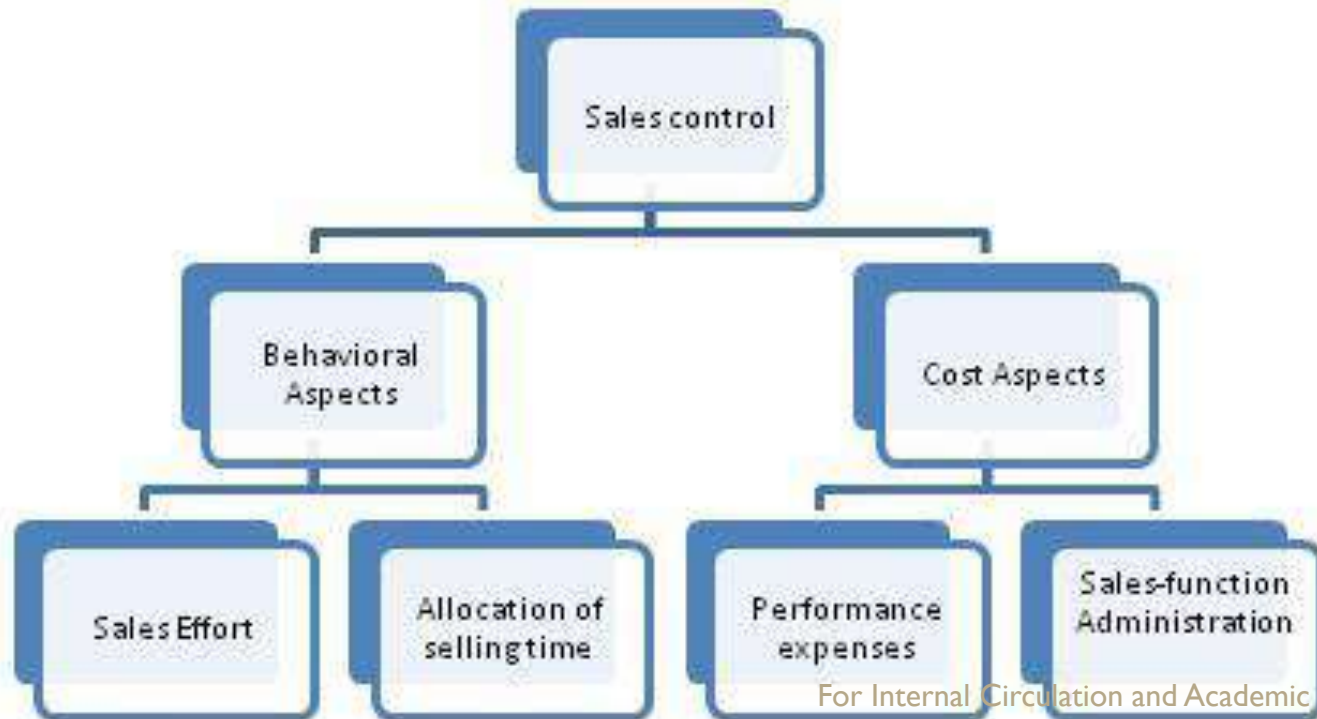 Sales control
Behavioral
Aspects
Cost Aspects
Sales Effort
Allocation of
selling time
Performance
expenses
Sales-function
Administration
For Internal Circulation and Academic